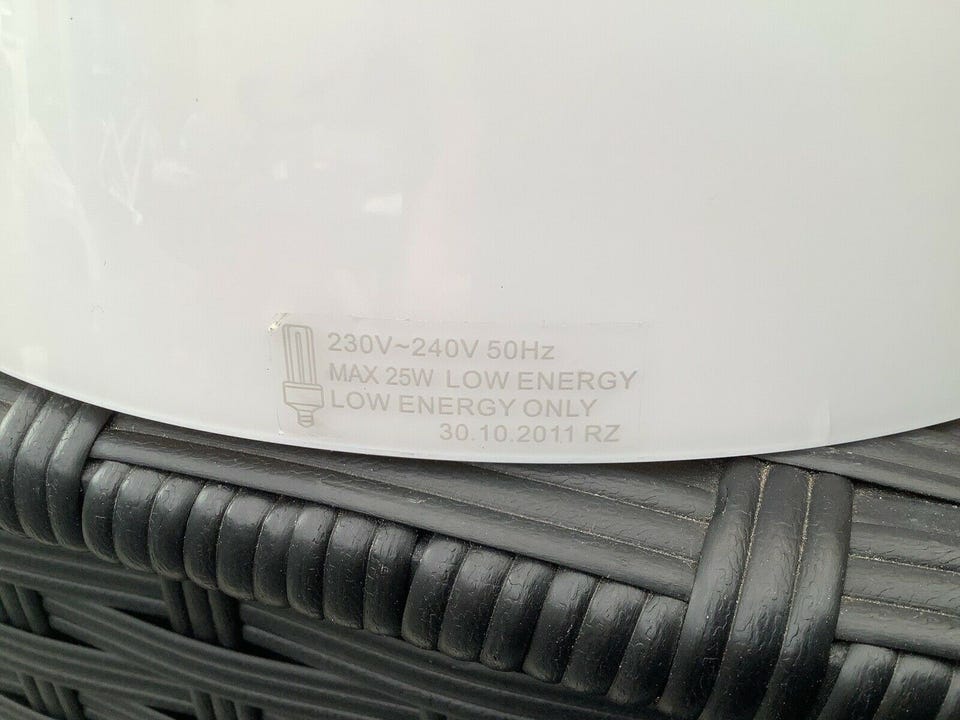 230V~240V 50Hz
MAX 25W LOW ENERGY
LOW ENERGY ONLY
30.10.2011 RZ